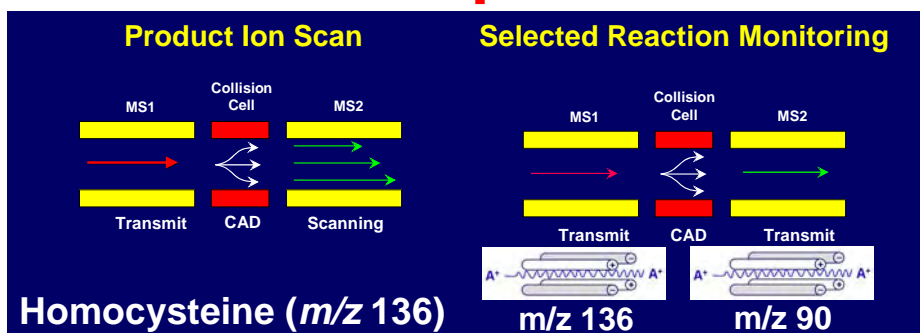 Product Ion Scan
MS1
Collision
Cell
MS2
Transmit
CAD
Scanning
Homocysteine (m/z 136)
Selected Reaction Monitoring
MS1
Collision
Cell
MS2
Transmit
CAD
Transmit
A⁺ − + A⁺
A⁺ − + A⁺
m/z 136
m/z 90